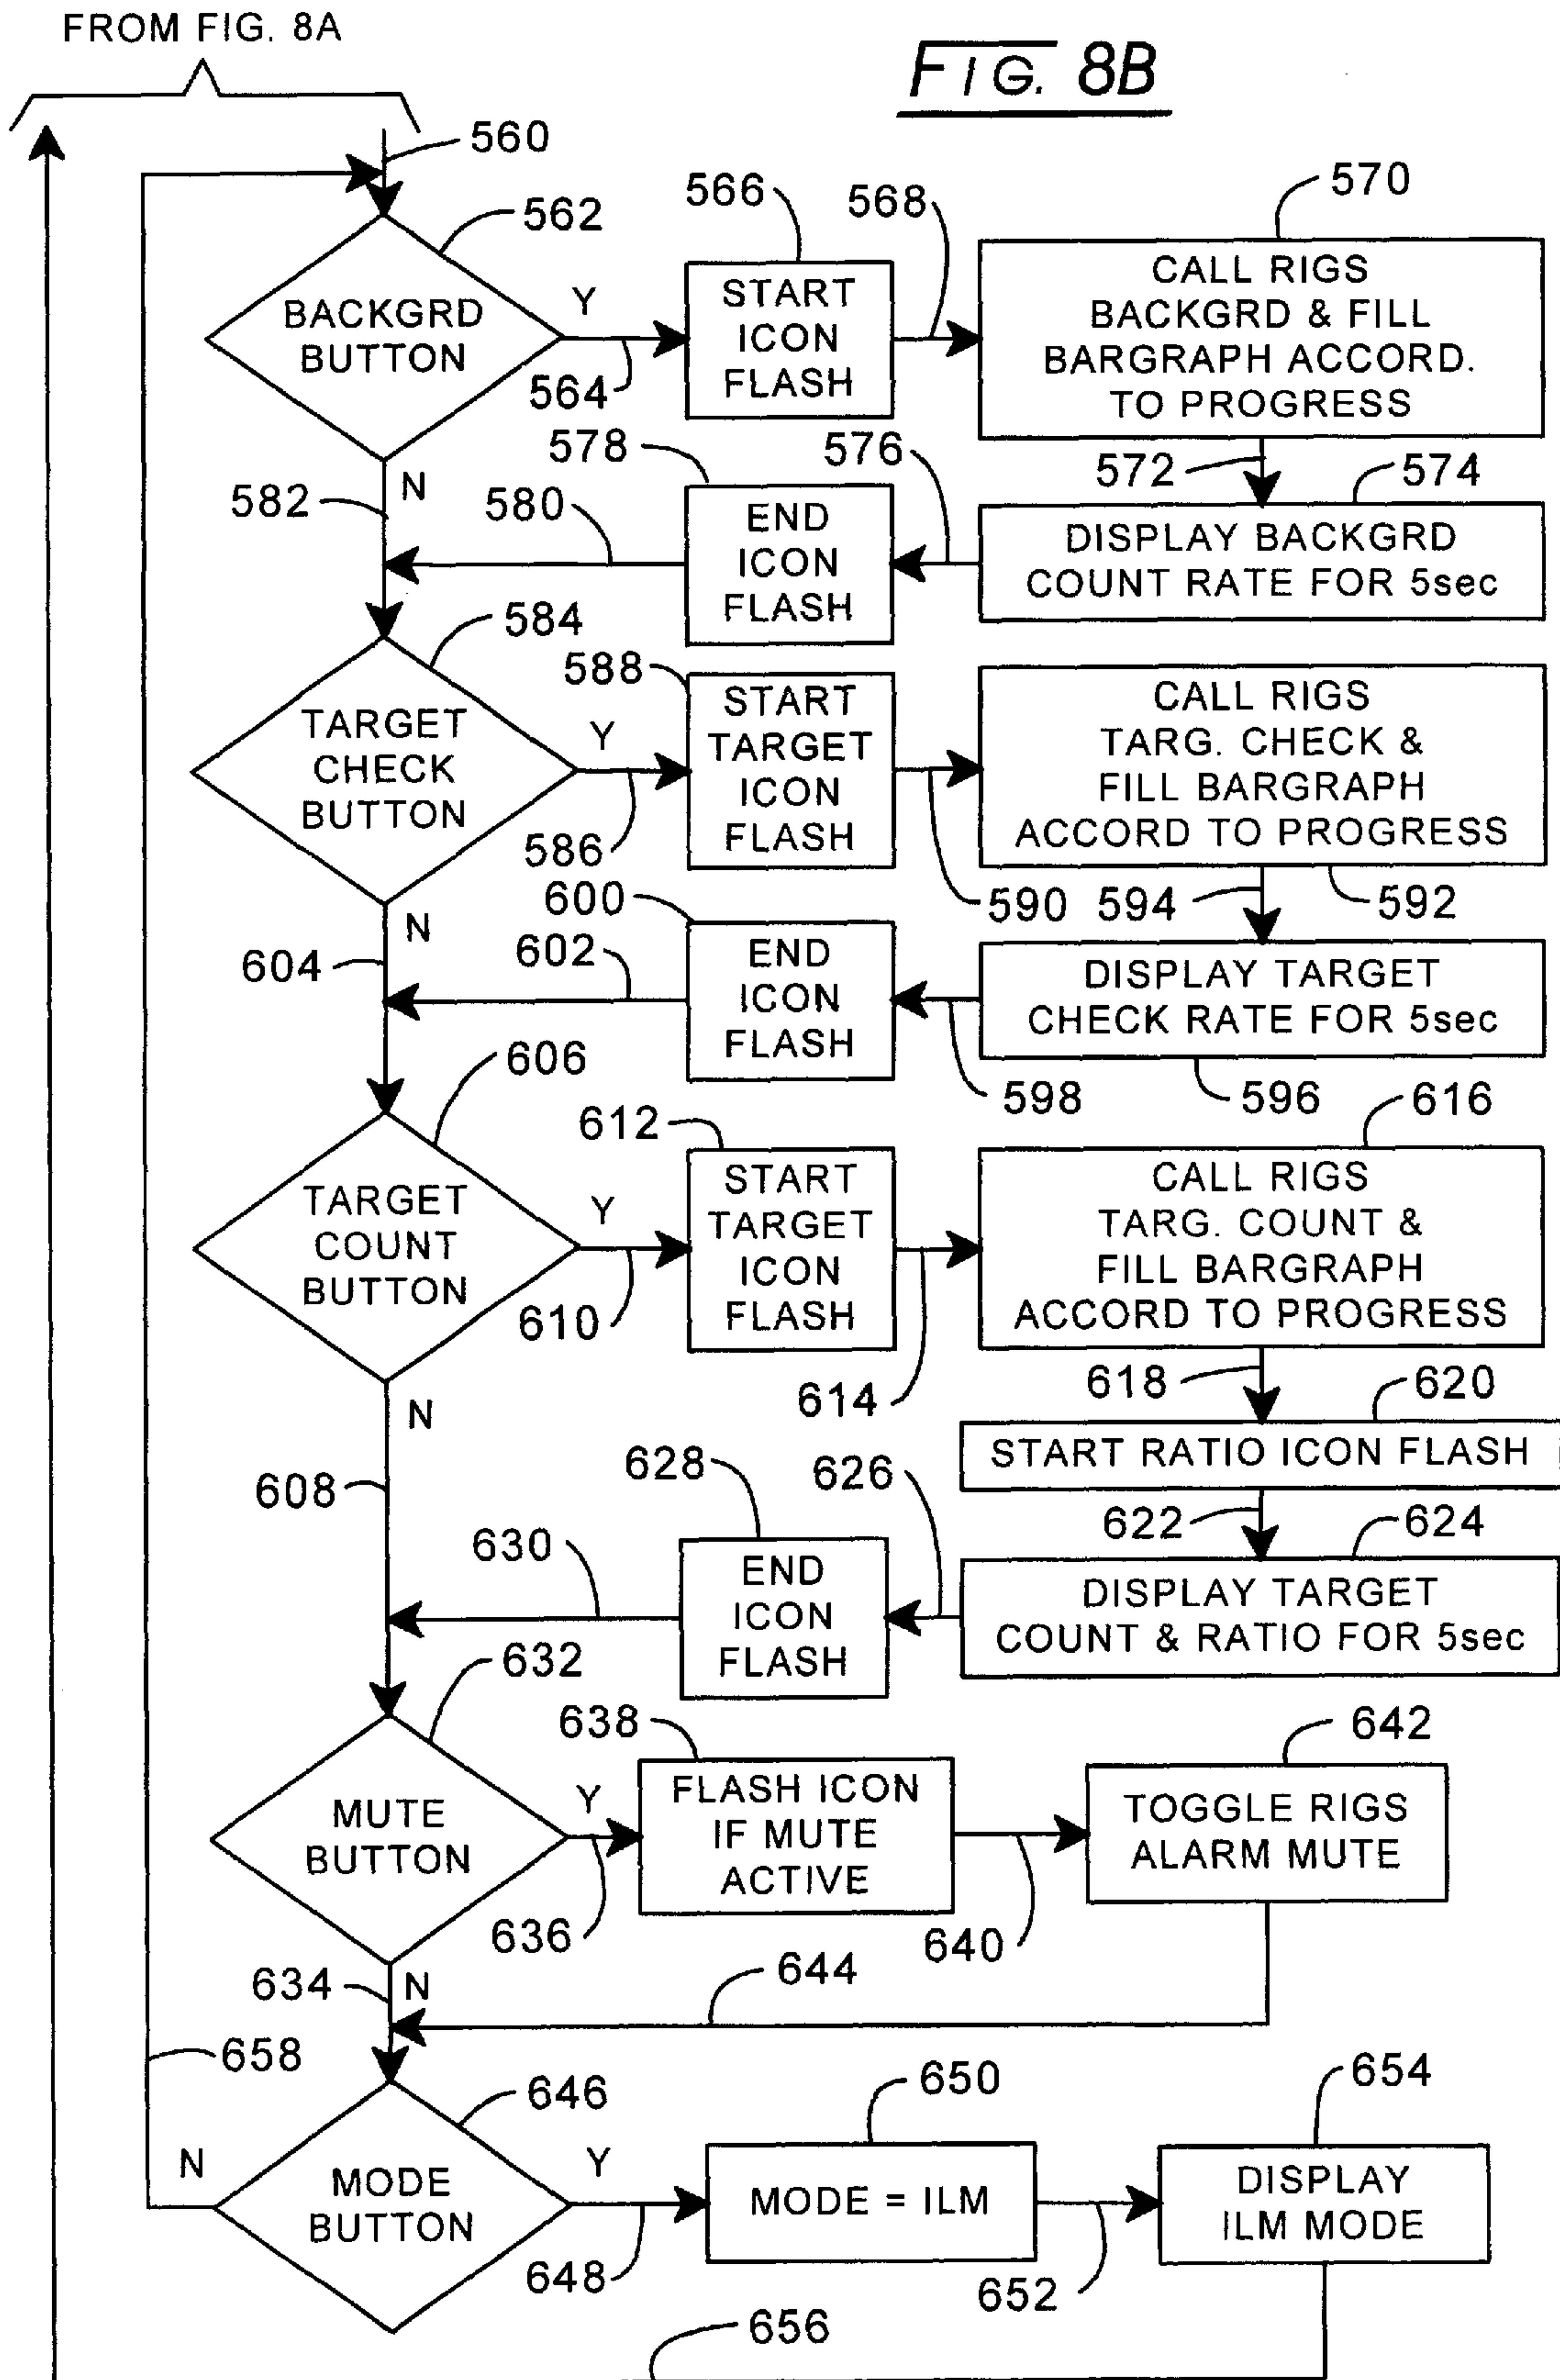 FROM FIG. 8A
FIG. 8B
560
562
BACKGRD
BUTTON
Y
564
566
START
ICON
FLASH
568
570
CALL RIGS
BACKGRD & FILL
BARGRAPH ACCORD.
TO PROGRESS
572
574
DISPLAY BACKGRD
COUNT RATE FOR 5sec
576
578
END
ICON
FLASH
580
N
582
584
TARGET
CHECK
BUTTON
Y
586
588
START
TARGET
ICON
FLASH
590
CALL RIGS
TARG. CHECK &
FILL BARGRAPH
ACCORD TO PROGRESS
594
592
DISPLAY TARGET
CHECK RATE FOR 5sec
596
598
600
END
ICON
FLASH
602
N
604
606
TARGET
COUNT
BUTTON
Y
610
612
START
TARGET
ICON
FLASH
614
616
CALL RIGS
TARG. COUNT &
FILL BARGRAPH
ACCORD TO PROGRESS
618
620
START RATIO ICON FLASH
622
624
DISPLAY TARGET
COUNT & RATIO FOR 5sec
626
628
END
ICON
FLASH
630
N
608
632
MUTE
BUTTON
Y
636
638
FLASH ICON
IF MUTE
ACTIVE
640
642
TOGGLE RIGS
ALARM MUTE
644
N
634
646
MODE
BUTTON
N
658
Y
648
650
MODE = ILM
652
654
DISPLAY
ILM MODE
656